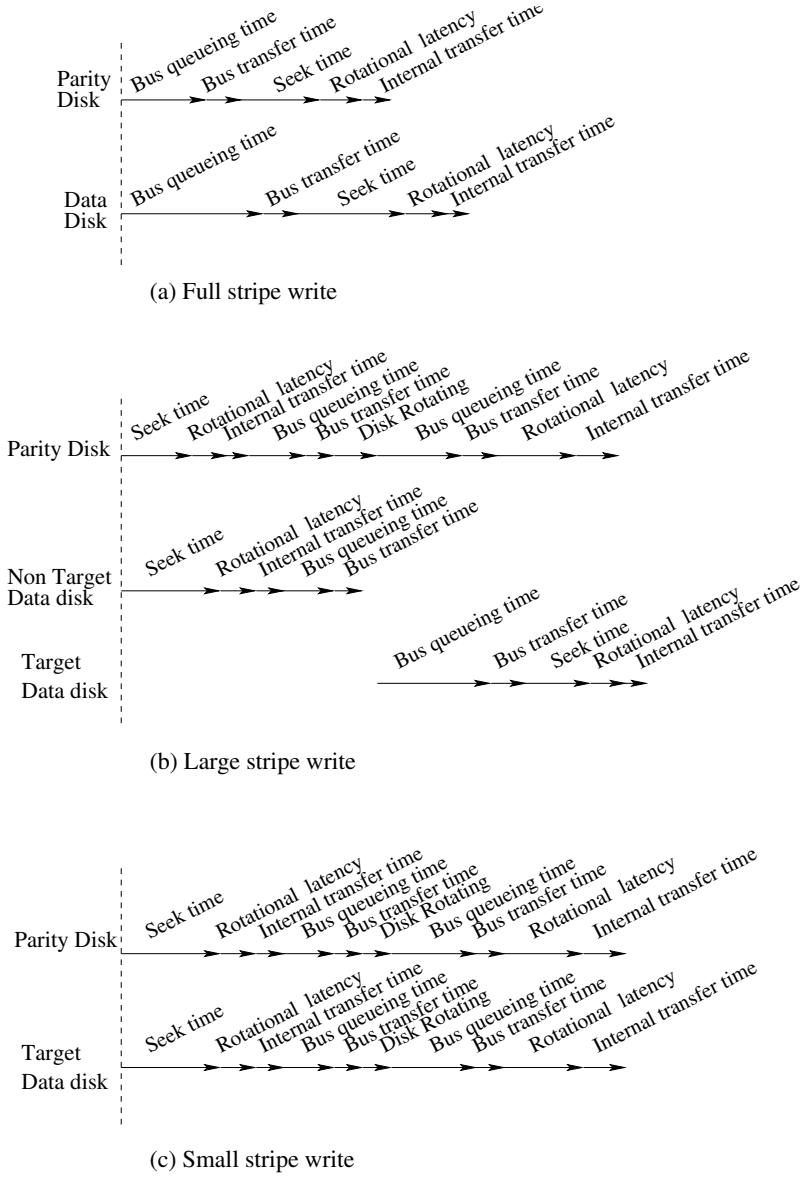 Bus queueing time
Bus transfer time
Seek time
Rotational latency
Internal transfer time
Parity
Disk
Bus queueing time
Bus transfer time
Seek time
Rotational latency
Internal transfer time
Data
Disk
(a) Full stripe write
Seek time
Rotational latency
Internal transfer time
Bus queueing time
Bus transfer time
Disk Rotating
Bus queueing time
Bus transfer time
Rotational latency
Internal transfer time
Parity Disk
Seek time
Rotational latency
Internal transfer time
Bus queueing time
Bus transfer time
Non Target
Data disk
Bus queueing time
Bus transfer time
Seek time
Rotational latency
Internal transfer time
Target
Data disk
(b) Large stripe write
Seek time
Rotational latency
Internal transfer time
Bus queueing time
Bus transfer time
Disk Rotating
Bus queueing time
Bus transfer time
Rotational latency
Internal transfer time
Parity Disk
Seek time
Rotational latency
Internal transfer time
Bus queueing time
Bus transfer time
Disk Rotating
Bus queueing time
Bus transfer time
Rotational latency
Internal transfer time
Target
Data disk
(c) Small stripe write